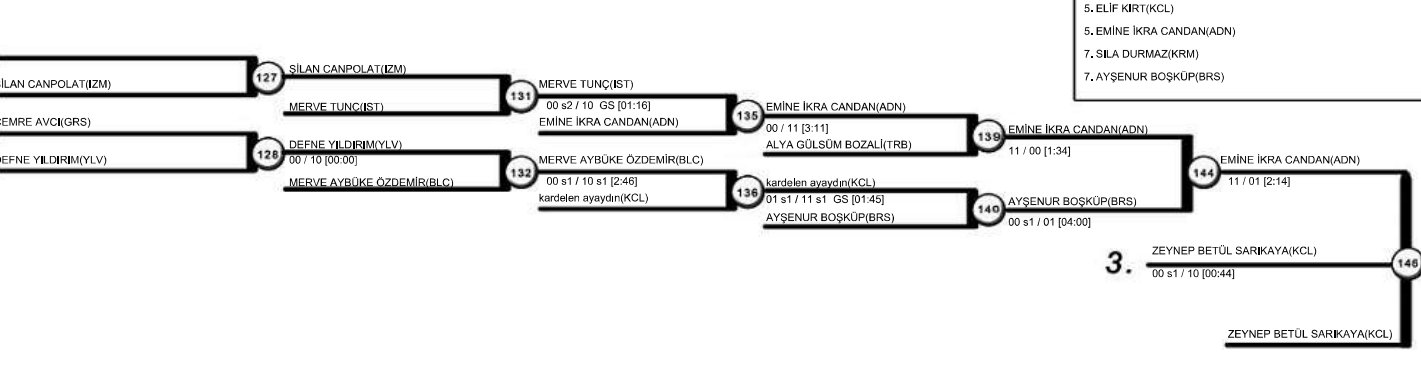 5. ELİF KIRT(KCL)
5. EMİNE İKRA CANDAN(ADN)
7. SILA DURMAZ(KRM)
7. AYŞENUR BOŞKÜP(BRS)
ŞİLAN CANPOLAT(IZM)
CEMRE AVCI(GRS)
DEFNE YILDIRIM(YLV)
127
128
ŞİLAN CANPOLAT(IZM)
MERVE TUNÇ(IST)
DEFNE YILDIRIM(YLV)
00 / 10 [00:00]
MERVE AYBÜKE ÖZDEMİR(BLC)
131
132
MERVE TUNÇ(IST)
00 s2 / 10 GS [01:16]
EMİNE İKRA CANDAN(ADN)
MERVE AYBÜKE ÖZDEMİR(BLC)
00 s1 / 10 s1 [2:46]
kardelen ayaydın(KCL)
135
136
EMİNE İKRA CANDAN(ADN)
00 / 11 [3:11]
ALYA GÜLSÜM BOZALİ(TRB)
kardelen ayaydın(KCL)
01 s1 / 11 s1 GS [01:45]
AYŞENUR BOŞKÜP(BRS)
139
140
EMİNE İKRA CANDAN(ADN)
11 / 00 [1:34]
AYŞENUR BOŞKÜP(BRS)
00 s1 / 01 [04:00]
144
EMİNE İKRA CANDAN(ADN)
11 / 01 [2:14]
3.
ZEYNEP BETÜL SARIKAYA(KCL)
00 s1 / 10 [00:44]
146
ZEYNEP BETÜL SARIKAYA(KCL)